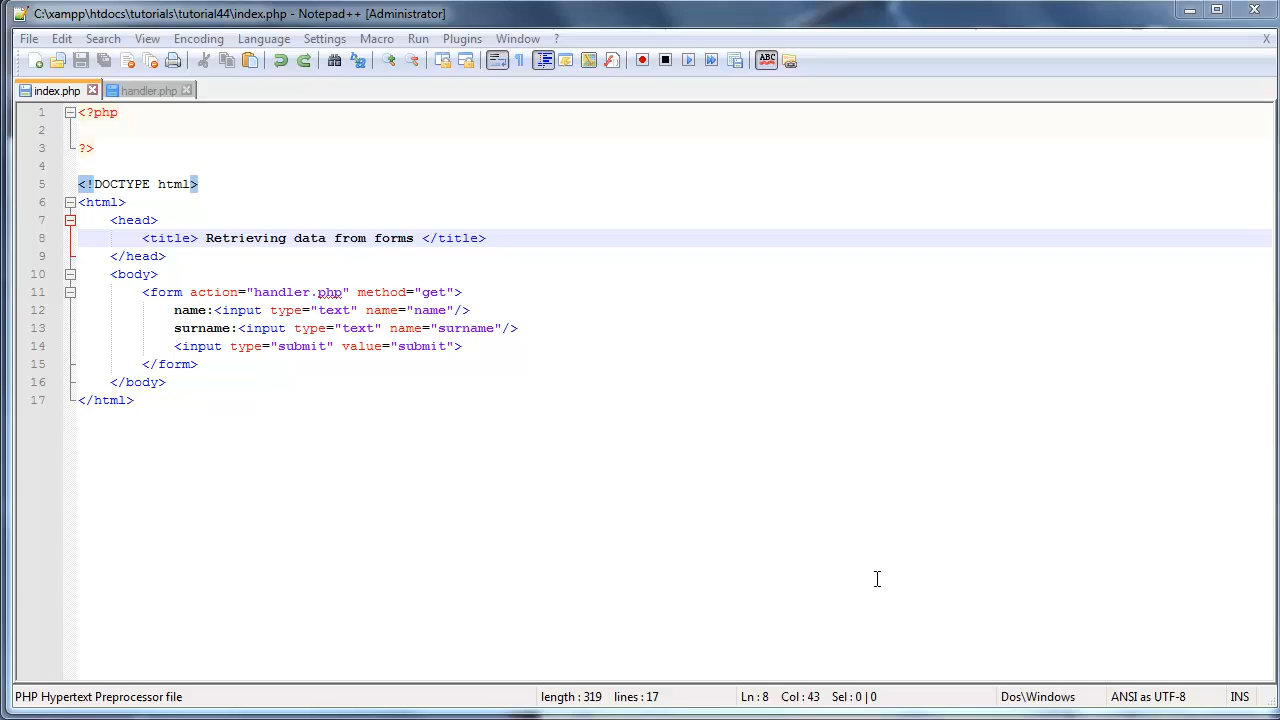 C:\xampp\htdocs\tutorials\tutorial44\index.php - Notepad++ [Administrator]
File Edit Search View Encoding Language Settings Macro Run Plugins Window ? X
ABC
index.php handler.php
1 <?php
2
3 ?>
4
5 <!DOCTYPE html>
6 <html>
7 <head>
8 <title> Retrieving data from forms </title>
9 </head>
10 <body>
11 <form action="handler.php" method="get">
12 name:<input type="text" name="name"/>
13 surname:<input type="text" name="surname"/>
14 <input type="submit" value="submit">
15 </form>
16 </body>
17 </html>
PHP Hypertext Preprocessor file length : 319 lines : 17 Ln : 8 Col : 43 Sel : 0 | 0 Dos\Windows ANSI as UTF-8 INS